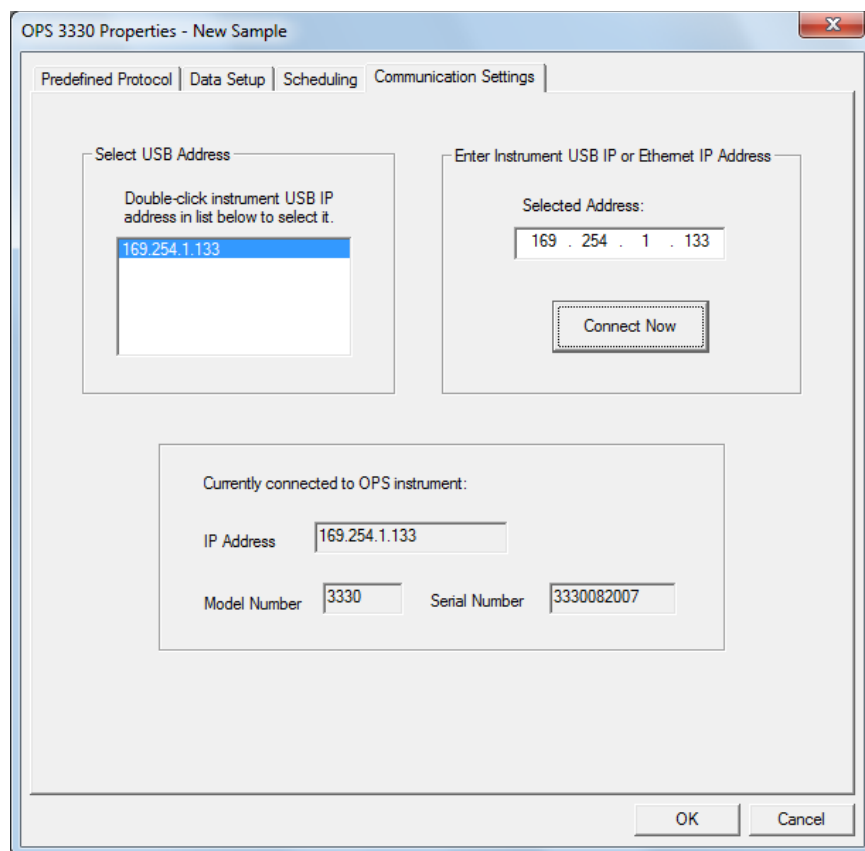 OPS 3330 Properties - New Sample
Predefined Protocol
Data Setup
Scheduling
Communication Settings
Select USB Address
Double-click instrument USB IP
address in list below to select it.
169.254.1.133
Enter Instrument USB IP or Ethernet IP Address
Selected Address:
169 . 254 . 1 . 133
Connect Now
Currently connected to OPS instrument:
IP Address
169.254.1.133
Model Number
3330
Serial Number
3330082007
OK
Cancel